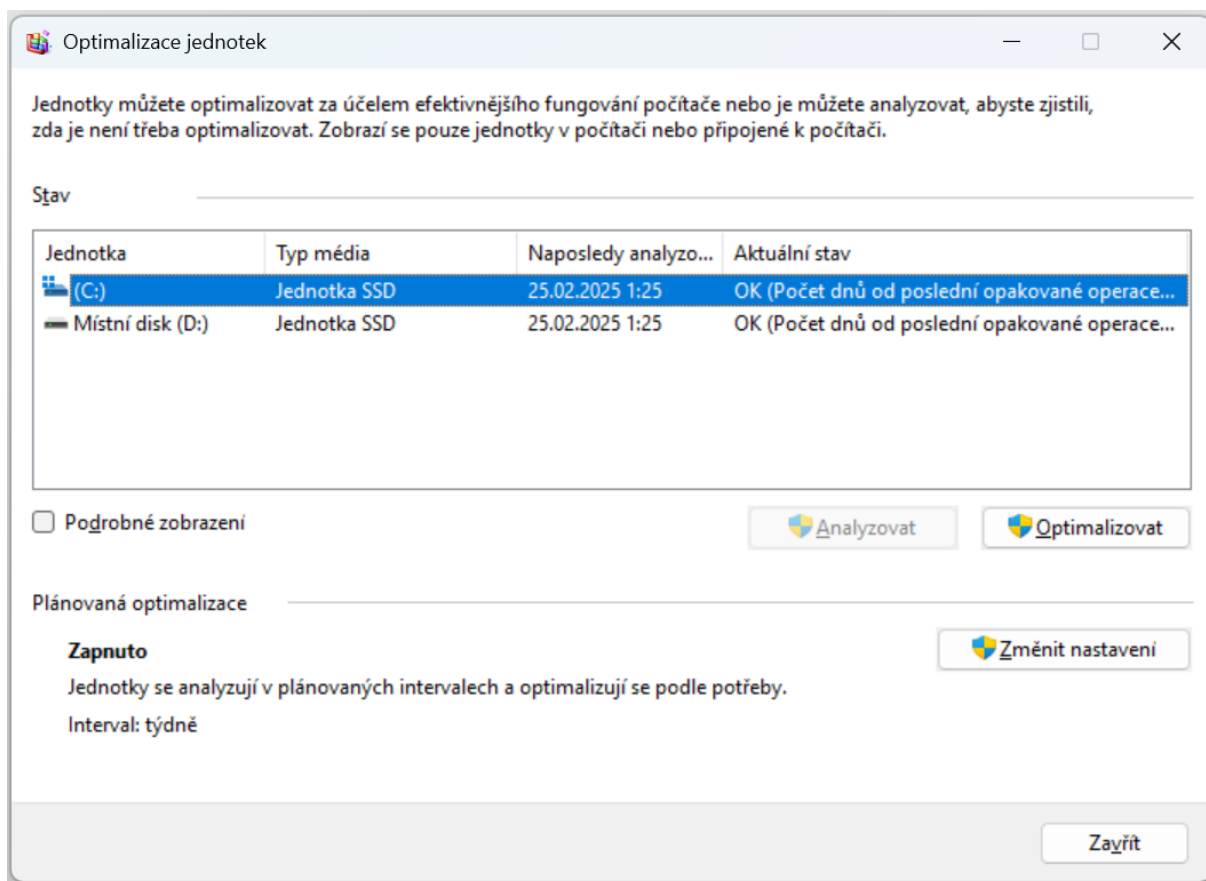 Optimalizace jednotek
Jednotky můžete optimalizovat za účelem efektivnějšího fungování počítače nebo je můžete analyzovat, abyste zjistili,
zda je není třeba optimalizovat. Zobrazí se pouze jednotky v počítači nebo připojené k počítači.
Stav
Jednotka Typ média Naposledy analyzo... Aktuální stav
(C:) Jednotka SSD 25.02.2025 1:25 OK (Počet dnů od poslední opakované operace...
Místní disk (D:) Jednotka SSD 25.02.2025 1:25 OK (Počet dnů od poslední opakované operace...
Podrobné zobrazení Analyzovat Optimalizovat
Plánovaná optimalizace
Zapnuto Změnit nastavení
Jednotky se analyzují v plánovaných intervalech a optimalizují se podle potřeby.
Interval: týdně
Zavřít